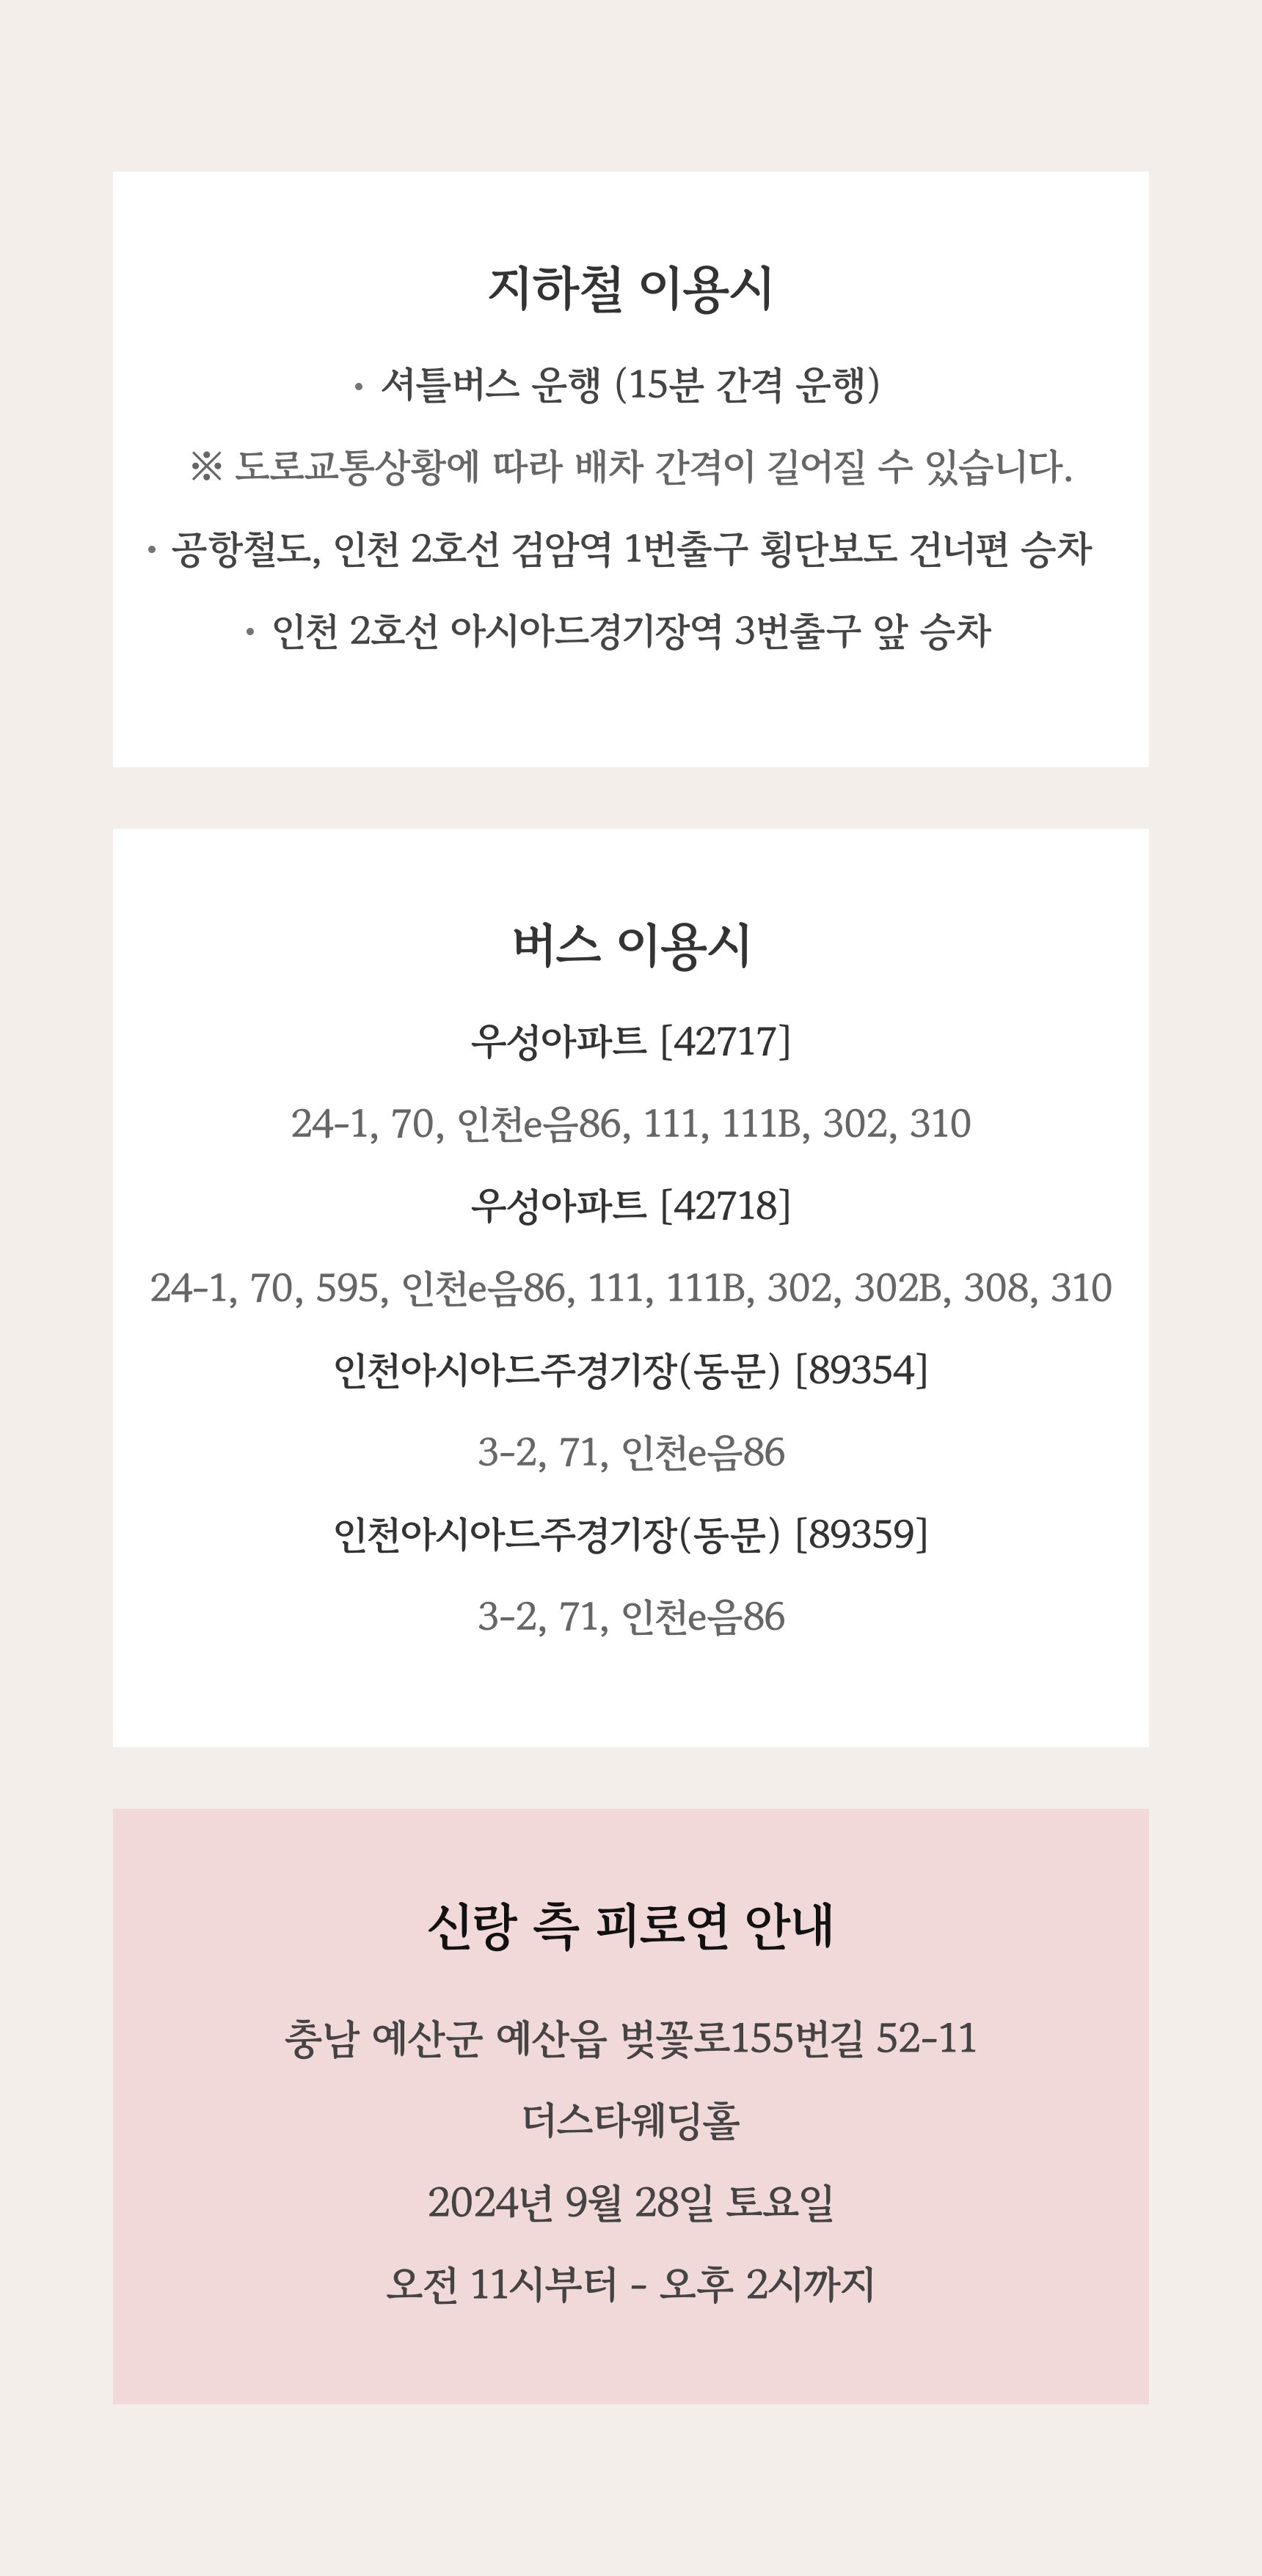 지하철 이용시
• 셔틀버스 운행 (15분 간격 운행)
※ 도로교통상황에 따라 배차 간격이 길어질 수 있습니다.
• 공항철도, 인천 2호선 검암역 1번출구 횡단보도 건너편 승차
• 인천 2호선 아시아드경기장역 3번출구 앞 승차
버스 이용시
우성아파트 [42717]
24-1, 70, 인천e음86, 111, 111B, 302, 310
우성아파트 [42718]
24-1, 70, 595, 인천e음86, 111, 111B, 302, 302B, 308, 310
인천아시아드주경기장(동문) [89354]
3-2, 71, 인천e음86
인천아시아드주경기장(동문) [89359]
3-2, 71, 인천e음86
신랑 측 피로연 안내
충남 예산군 예산읍 벚꽃로155번길 52-11
더스타웨딩홀
2024년 9월 28일 토요일
오전 11시부터 - 오후 2시까지